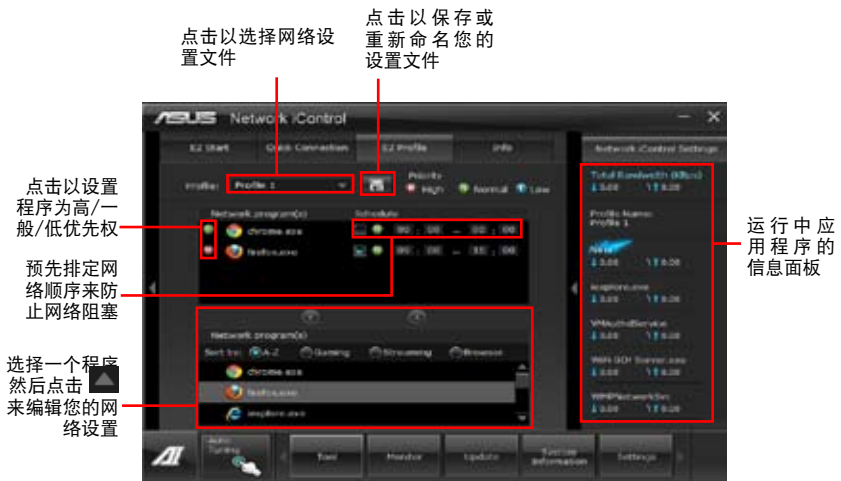 点击以选择网络设
置文件
点击以保存或
重新命名您的
设置文件
ASUS Network iControl
EZ Start
Quick Connection
EZ Profile
Info
Network iControl Settings
点击以设置
程序为高/一
般/低优先权
预先排定网
络顺序来防
止网络阻塞
选择一个程序
然后点击
来编辑您的网
络设置
Profile:
Profile 1
Priority
High
Normal
Low
Network program(s)
Schedule
chrome.exe
firefox.exe
Network program(s)
Sort by:
A-Z
Gaming
Streaming
Browser
chrome.exe
firefox.exe
iexplore.exe
Total Bandwidth (KBps)
Profile Name:
Profile 1
iexplore.exe
VMAuthdService
WMPNetworkSvc
运行中应
用程序的
信息面板
Auto
Tuning
Tool
Monitor
Update
System
Information
Settings